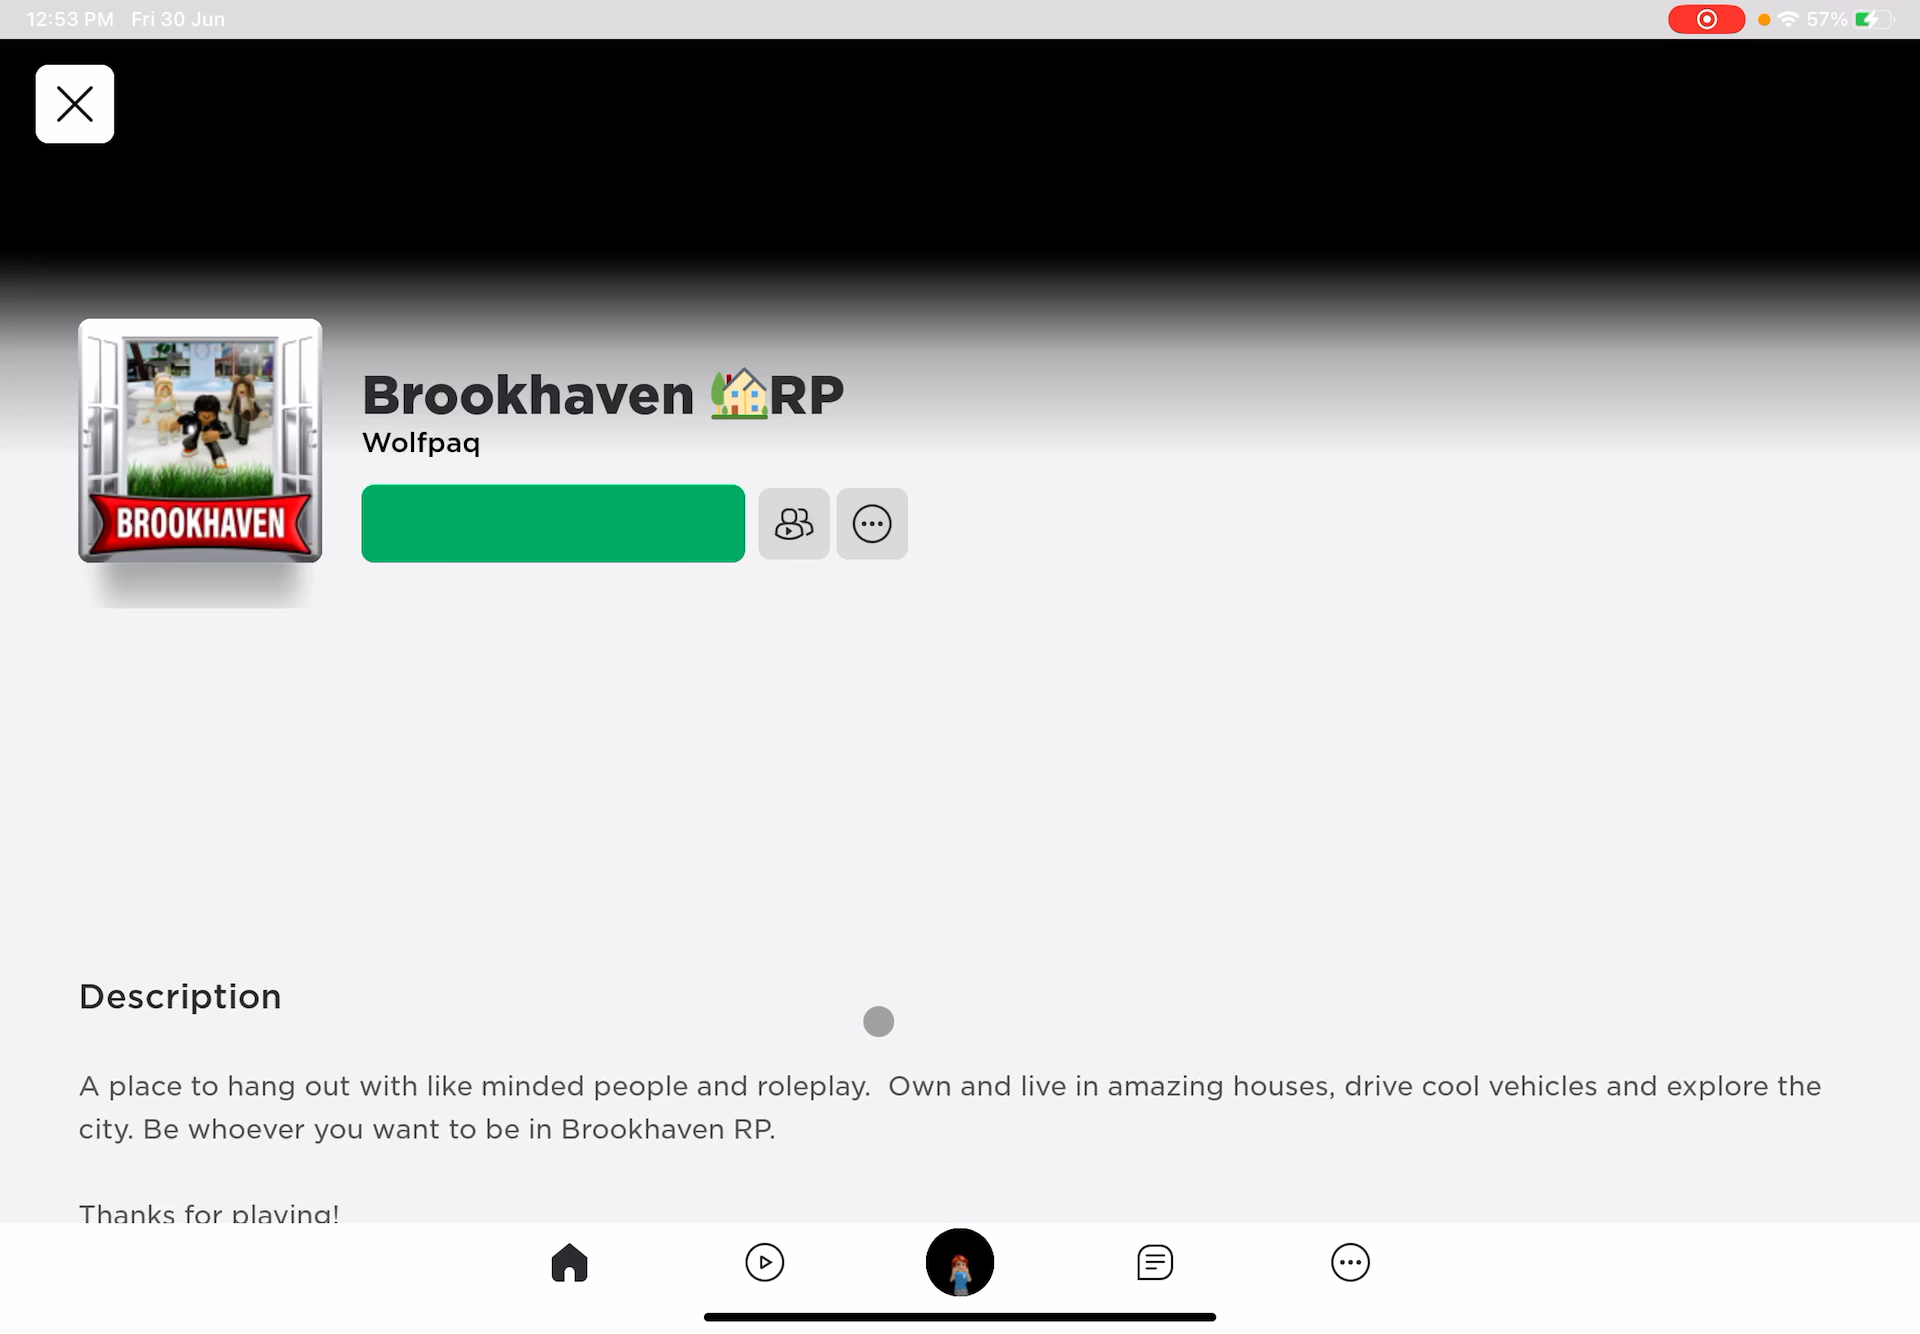 12:53 PM Fri 30 Jun
57%
Brookhaven 🏡RP
Wolfpaq
BROOKHAVEN
Description
A place to hang out with like minded people and roleplay.  Own and live in amazing houses, drive cool vehicles and explore the
city. Be whoever you want to be in Brookhaven RP.
Thanks for playing!